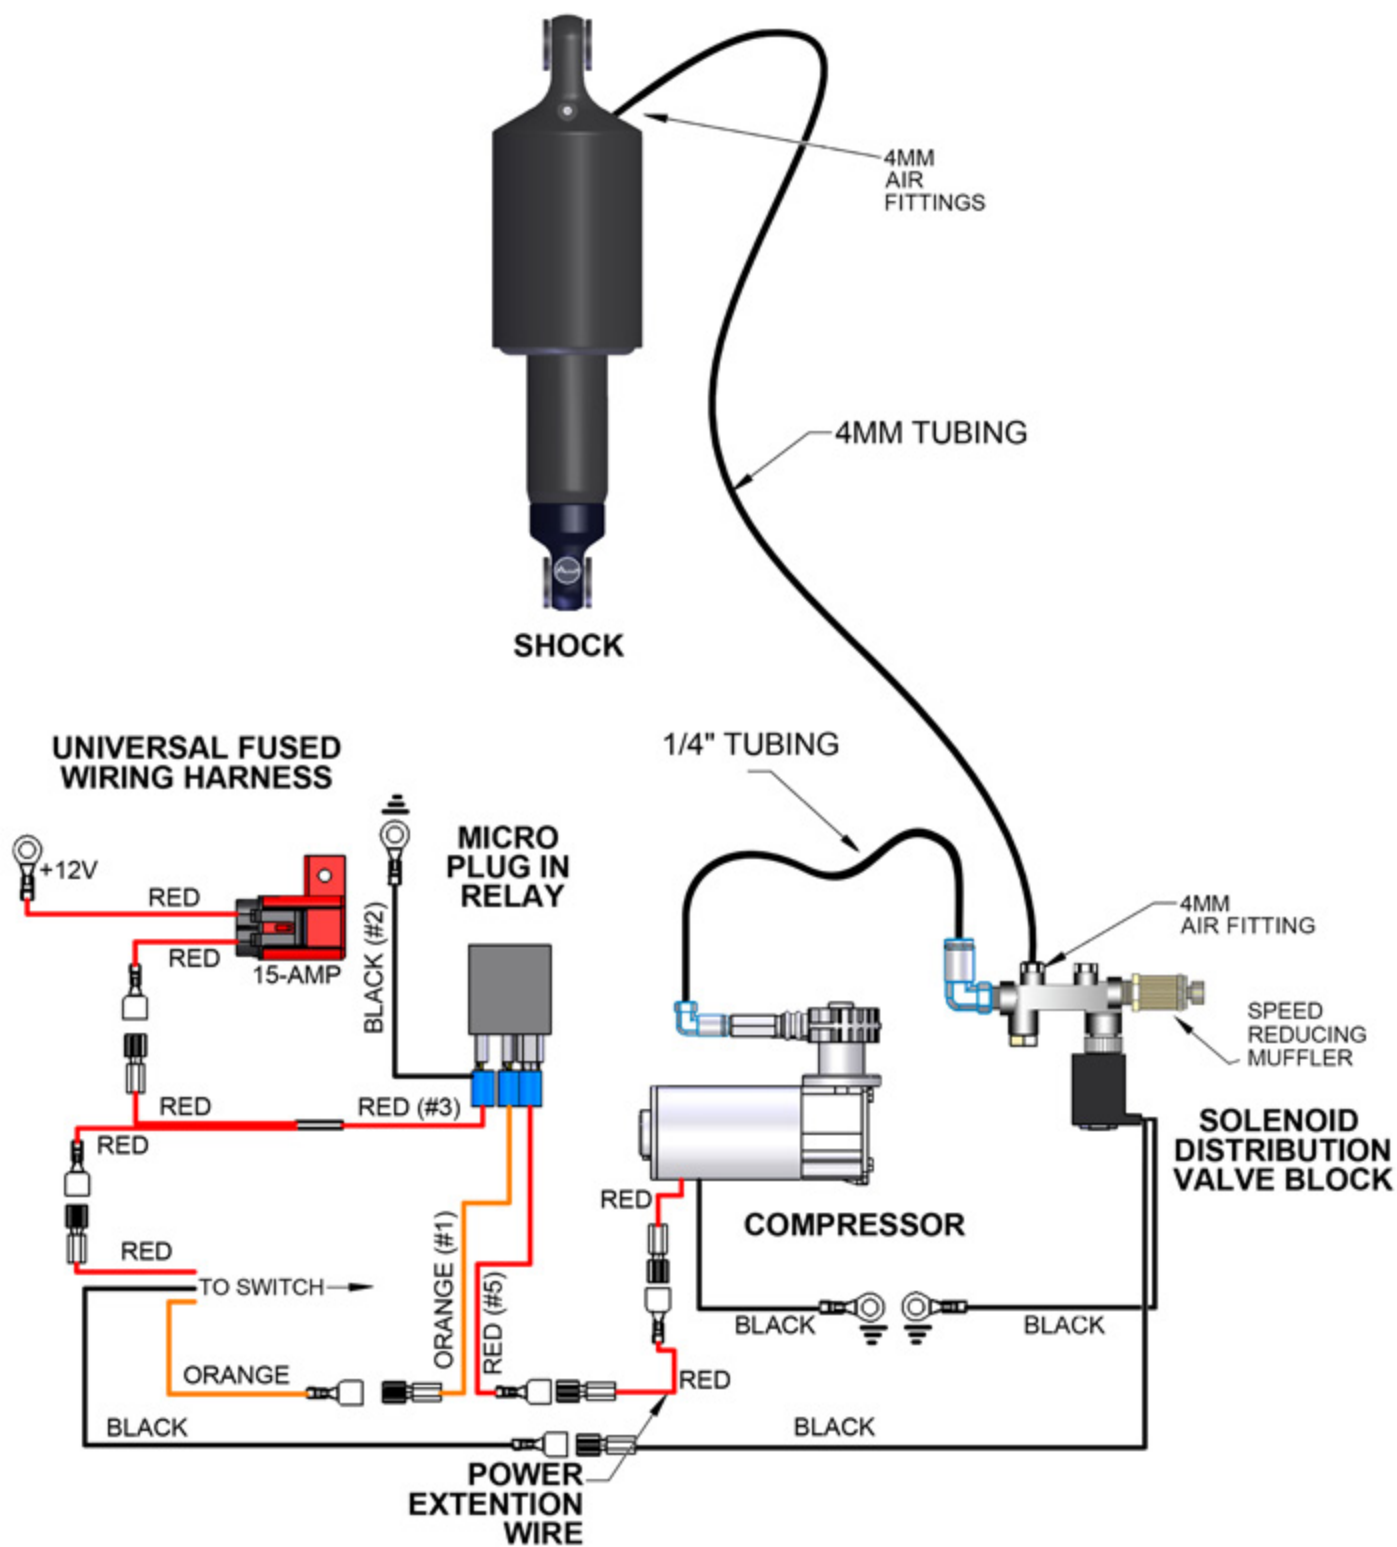 4MM
AIR
FITTINGS
4MM TUBING
SHOCK
UNIVERSAL FUSED
WIRING HARNESS
1/4" TUBING
+12V
RED
RED
15-AMP
BLACK (#2)
MICRO
PLUG IN
RELAY
4MM
AIR FITTING
SPEED
REDUCING
MUFFLER
RED
RED (#3)
RED
SOLENOID
DISTRIBUTION
VALVE BLOCK
RED
COMPRESSOR
RED
TO SWITCH
ORANGE (#1)
RED (#5)
BLACK
BLACK
ORANGE
RED
BLACK
BLACK
POWER
EXTENTION
WIRE